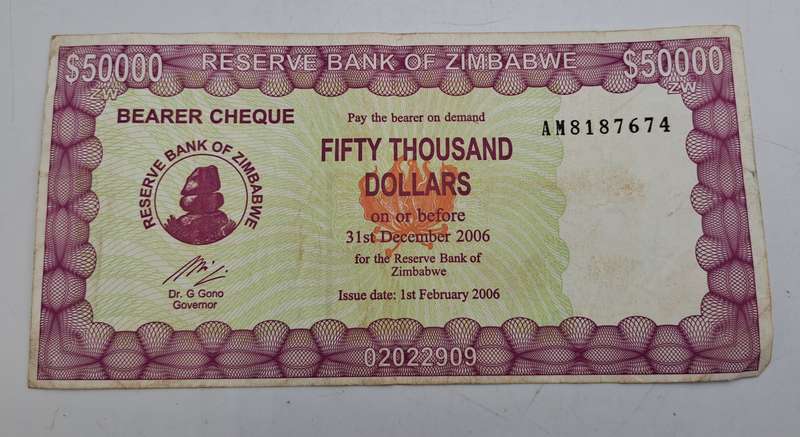 RESERVE BANK OF ZIMBABWE
$50000
ZW
$50000
ZW
BEARER CHEQUE
Pay the bearer on demand
AM8187674
FIFTY THOUSAND
DOLLARS
on or before
31st December 2006
for the Reserve Bank of
Zimbabwe
Issue date: 1st February 2006
RESERVE BANK OF ZIMBABWE
Dr. G Gono
Governor
02022909